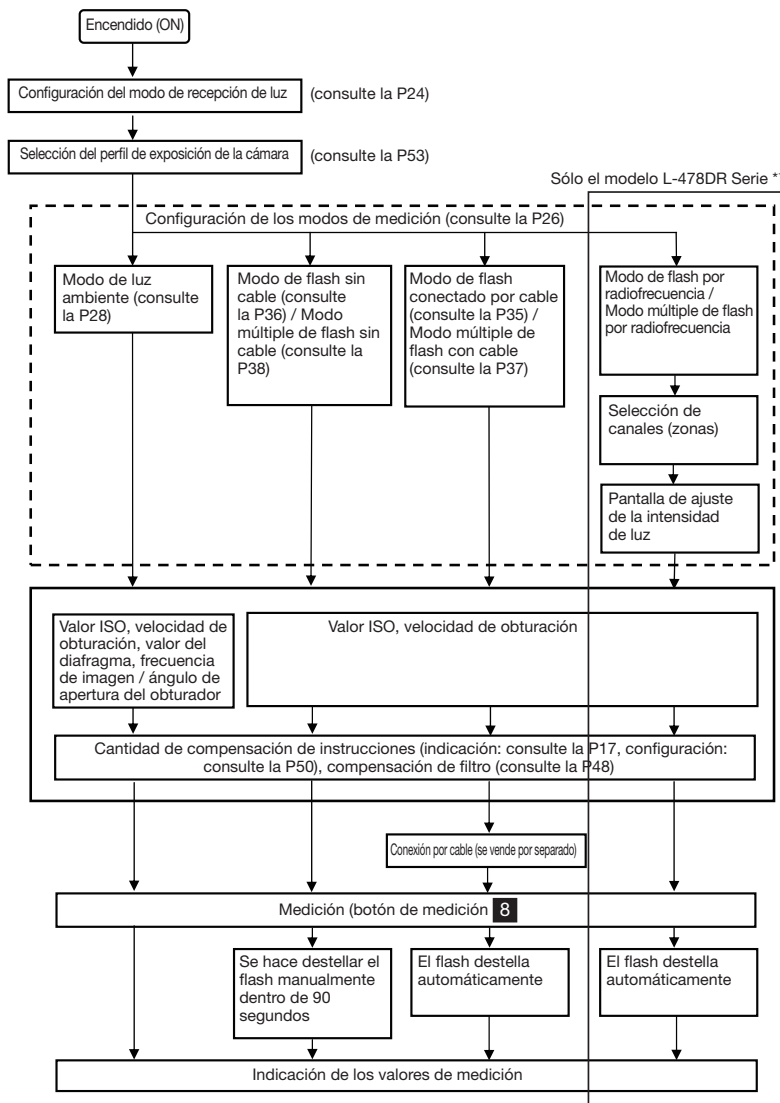 Encendido (ON)
Configuración del modo de recepción de luz
(consulte la P24)
Selección del perfil de exposición de la cámara
(consulte la P53)
Sólo el modelo L-478DR Serie *
Configuración de los modos de medición (consulte la P26)
Modo de luz
ambiente (consulte
la P28)
Modo de flash sin
cable (consulte
la P36) / Modo
múltiple de flash sin
cable (consulte la
P38)
Modo de flash
conectado por cable
(consulte la P35) /
Modo múltiple de
flash con cable
(consulte la P37)
Modo de flash por
radiofrecuencia /
Modo múltiple de flash
por radiofrecuencia
Selección de
canales (zonas)
Pantalla de ajuste
de la intensidad
de luz
Valor ISO, velocidad de
obturación, valor del
diafragma, frecuencia
de imagen / ángulo de
apertura del obturador
Valor ISO, velocidad de obturación
Cantidad de compensación de instrucciones (indicación: consulte la P17, configuración:
consulte la P50), compensación de filtro (consulte la P48)
Conexión por cable (se vende por separado)
Medición (botón de medición 8
Se hace destellar el
flash manualmente
dentro de 90
segundos
El flash destella
automáticamente
El flash destella
automáticamente
Indicación de los valores de medición